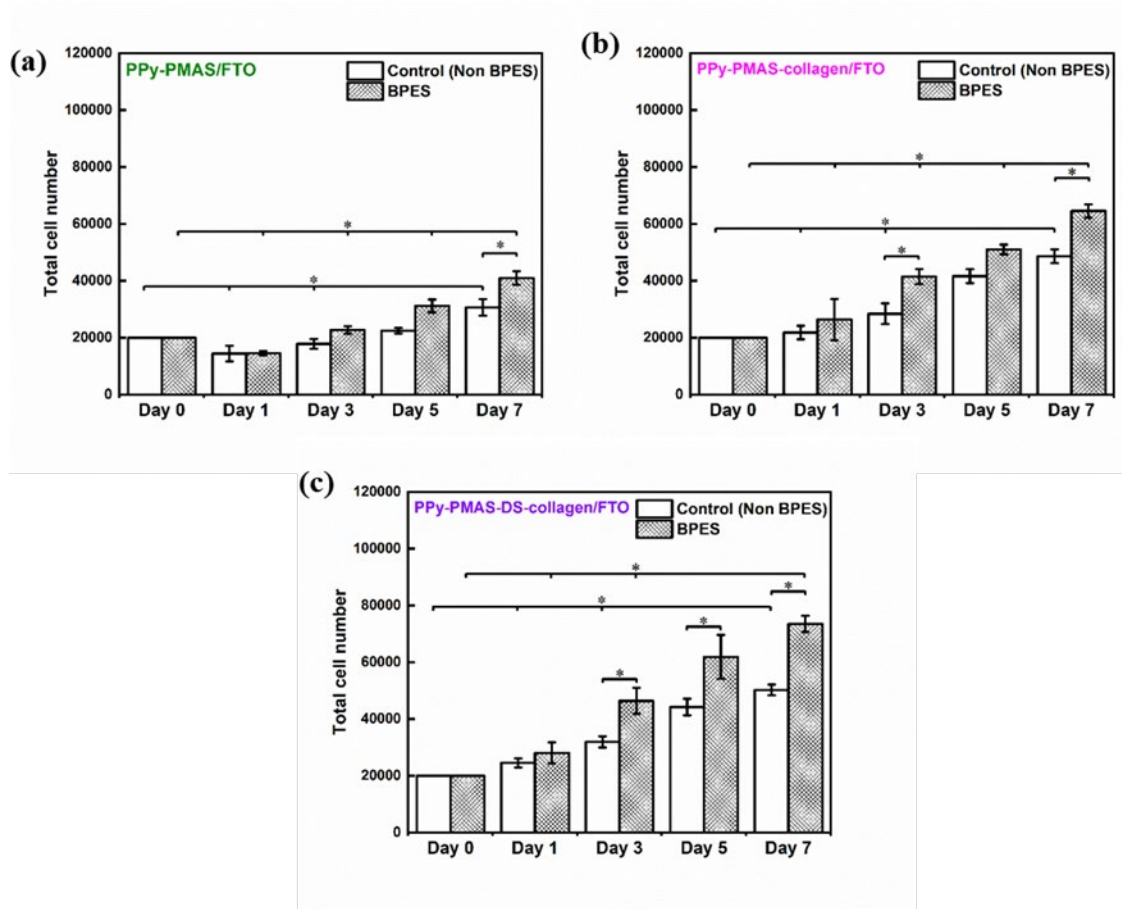 (a)
PPy-PMAS/FTO
Control (Non BPES)
BPES
Total cell number
120000
100000
80000
60000
40000
20000
0
*
*
*
Day 0 Day 1 Day 3 Day 5 Day 7
(b)
PPy-PMAS-collagen/FTO
Control (Non BPES)
BPES
Total cell number
120000
100000
80000
60000
40000
20000
0
*
*
*
*
Day 0 Day 1 Day 3 Day 5 Day 7
(c)
PPy-PMAS-DS-collagen/FTO
Control (Non BPES)
BPES
Total cell number
120000
100000
80000
60000
40000
20000
0
*
*
*
*
*
Day 0 Day 1 Day 3 Day 5 Day 7